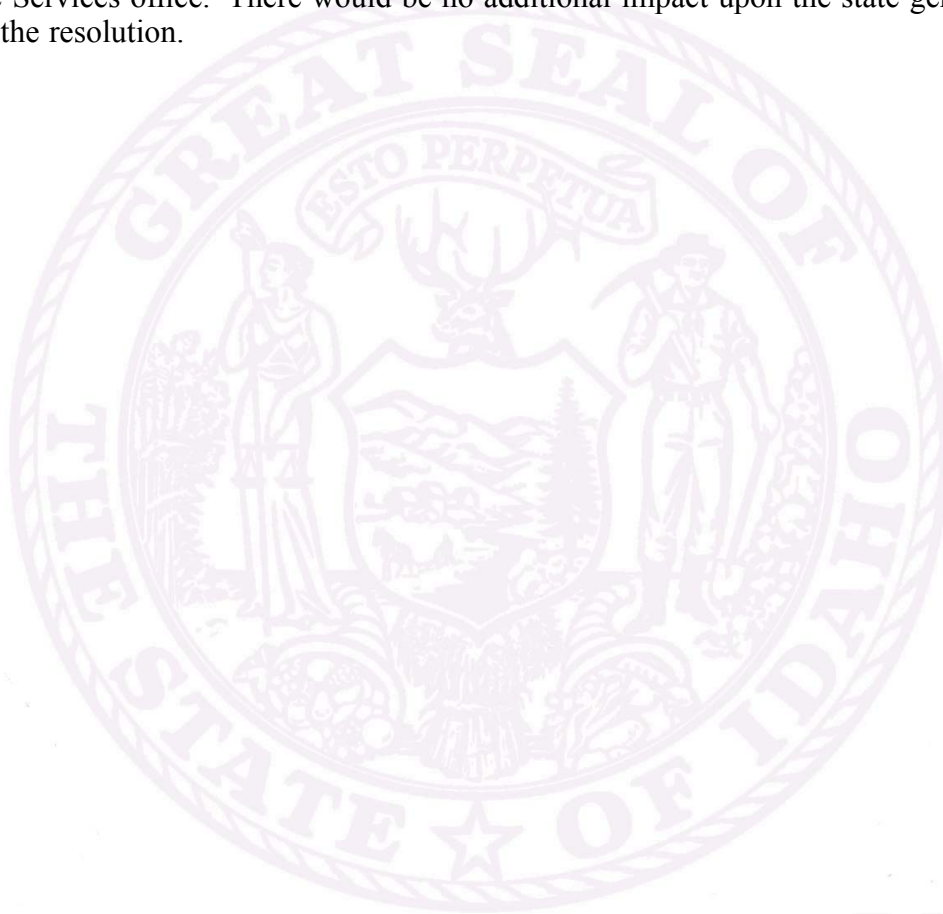 Services office. There would be no additional impact upon the state
the resolution.
GREAT SEAL OF
ESTO PERPETUA
THE STATE OF IDAHO